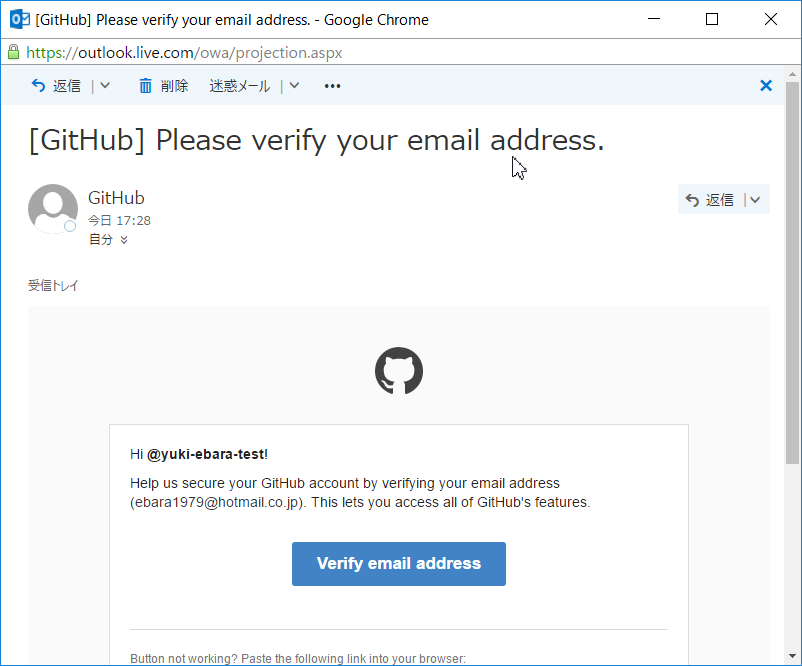 [GitHub] Please verify your email address. - Google Chrome
https://outlook.live.com/owa/projection.aspx
返信 | 削除 迷惑メール | •••
[GitHub] Please verify your email address.
GitHub
今日 17:28
自分
返信 |
受信トレイ
Hi @yuki-ebara-test!
Help us secure your GitHub account by verifying your email address
(ebara1979@hotmail.co.jp). This lets you access all of GitHub's features.
Verify email address
Button not working? Paste the following link into your browser: